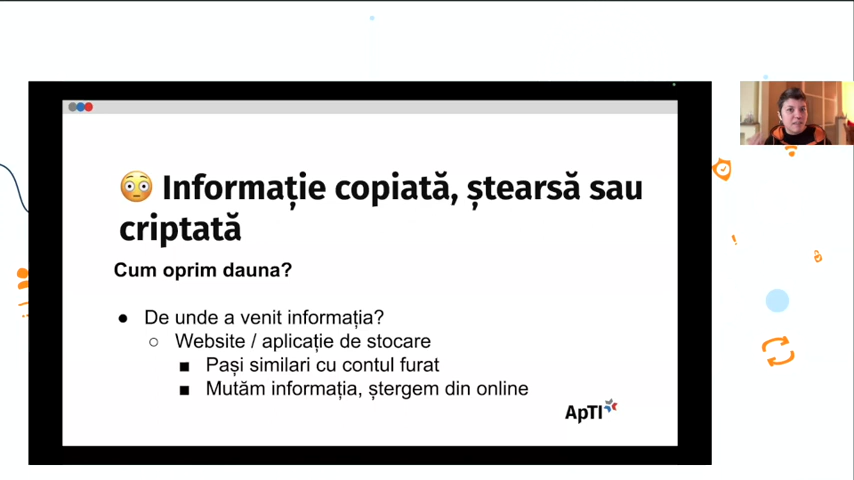 Informație copiată, ștearsă sau
criptată
Cum oprim dauna?
● De unde a venit informația?
○ Website / aplicație de stocare
■ Pași similari cu contul furat
■ Mutăm informația, ștergem din online
ApTI